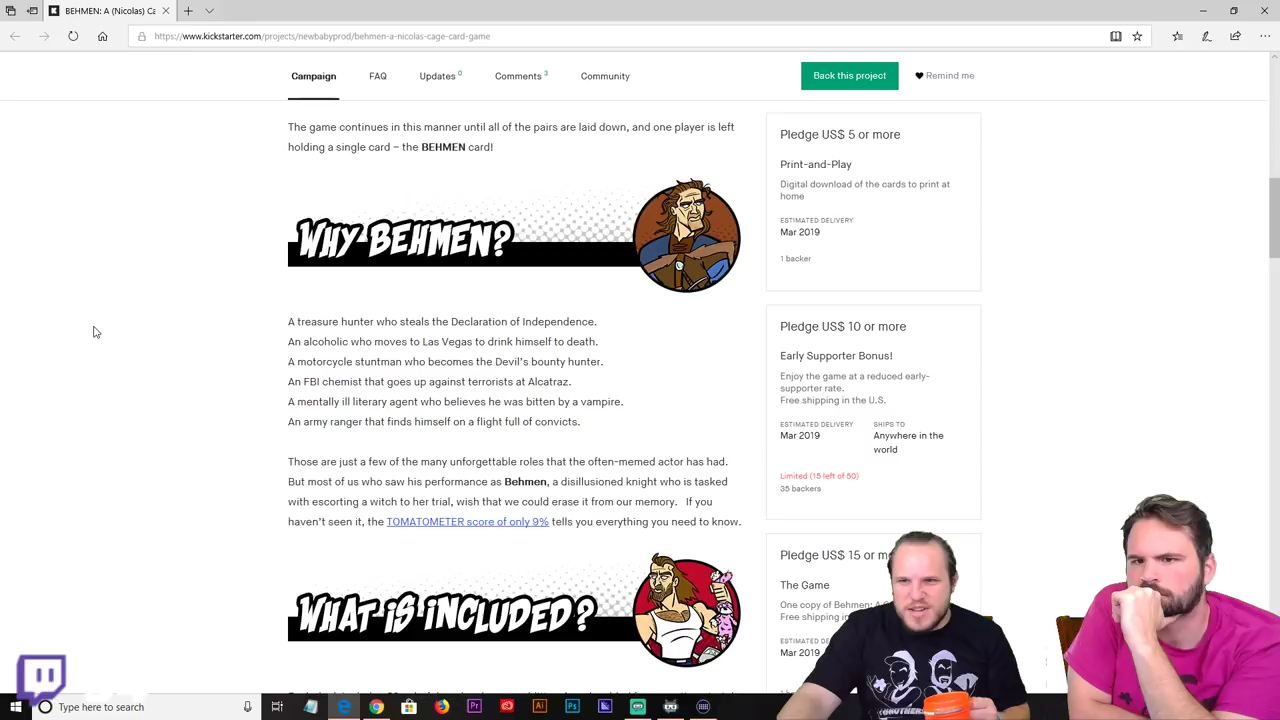 BEHMEN: A (Nicolas) Ca
https://www.kickstarter.com/projects/newbabyprod/behmen-a-nicolas-cage-card-game
Campaign
FAQ
Updates 0
Comments 3
Community
Back this project
Remind me
The game continues in this manner until all of the pairs are laid down, and one player is left
holding a single card – the BEHMEN card!
WHY BEHMEN?
A treasure hunter who steals the Declaration of Independence.
An alcoholic who moves to Las Vegas to drink himself to death.
A motorcycle stuntman who becomes the Devil's bounty hunter.
An FBI chemist that goes up against terrorists at Alcatraz.
A mentally ill literary agent who believes he was bitten by a vampire.
An army ranger that finds himself on a flight full of convicts.
Those are just a few of the many unforgettable roles that the often-memed actor has had.
But most of us who saw his performance as Behmen, a disillusioned knight who is tasked
with escorting a witch to her trial, wish that we could erase it from our memory. If you
haven't seen it, the TOMATOMETER score of only 9% tells you everything you need to know.
WHAT IS INCLUDED?
Pledge US$ 5 or more
Print-and-Play
Digital download of the cards to print at
home
ESTIMATED DELIVERY
Mar 2019
1 backer
Pledge US$ 10 or more
Early Supporter Bonus!
Enjoy the game at a reduced early-
supporter rate.
Free shipping in the U.S.
ESTIMATED DELIVERY
Mar 2019
SHIPS TO
Anywhere in the
world
Limited (15 left of 50)
35 backers
Pledge US$ 15 or m
The Game
One copy of Behmen: A
Free shipping in
ESTIMATED DE
Mar 2019
Type here to search